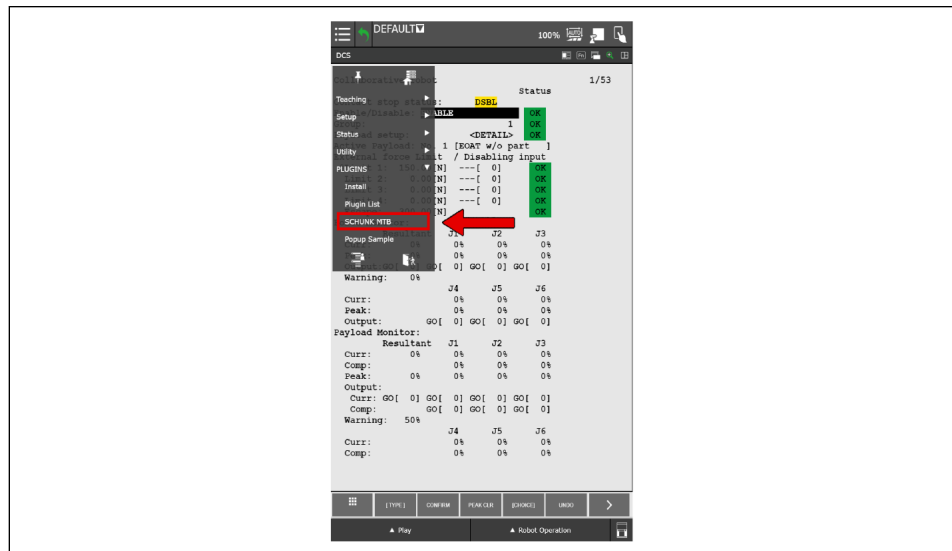 DEFAULT
100%
AUTO
DCS
Fn
1/53
Status
Teaching
DSBL
Setup
OK
1 OK
Status
<DETAIL> OK
1 [EOAT w/o part ]
Utility
/ Disabling input
PLUGINS
[N] ---[ 0] OK
Install
[N] ---[ 0] OK
[N] ---[ 0] OK
Plugin List
[N] ---[ 0] OK
[N] OK
SCHUNK MTB
J2 J3
Popup Sample
0% 0% 0%
0% 0% 0%
0] GO[ 0] GO[ 0]
Warning: 0%
J4 J5 J6
Curr: 0% 0% 0%
Peak: 0% 0% 0%
Output: GO[ 0] GO[ 0] GO[ 0]
Payload Monitor:
Resultant J1 J2 J3
Curr: 0% 0% 0% 0%
Comp: 0% 0% 0%
Peak: 0% 0% 0% 0%
Output:
Curr: GO[ 0] GO[ 0] GO[ 0] GO[ 0]
Comp: GO[ 0] GO[ 0] GO[ 0]
Warning: 50%
J4 J5 J6
Curr: 0% 0% 0%
Comp: 0% 0% 0%
[TYPE] CONFIRM PEAK CLR [CHOICE] UNDO >
▲ Play ▲ Robot Operation